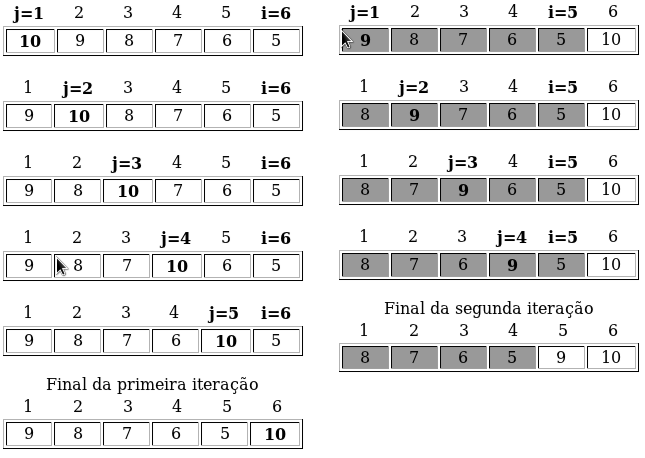 j=1 2 3 4 5 i=6
10 9 8 7 6 5
1 j=2 3 4 5 i=6
9 10 8 7 6 5
1 2 j=3 4 5 i=6
9 8 10 7 6 5
1 2 3 j=4 5 i=6
9 8 7 10 6 5
1 2 3 4 j=5 i=6
9 8 7 6 10 5
Final da primeira iteração
1 2 3 4 5 6
9 8 7 6 5 10
j=1 2 3 4 i=5 6
9 8 7 6 5 10
1 j=2 3 4 i=5 6
8 9 7 6 5 10
1 2 j=3 4 i=5 6
8 7 9 6 5 10
1 2 3 j=4 i=5 6
8 7 6 9 5 10
Final da segunda iteração
1 2 3 4 5 6
8 7 6 5 9 10